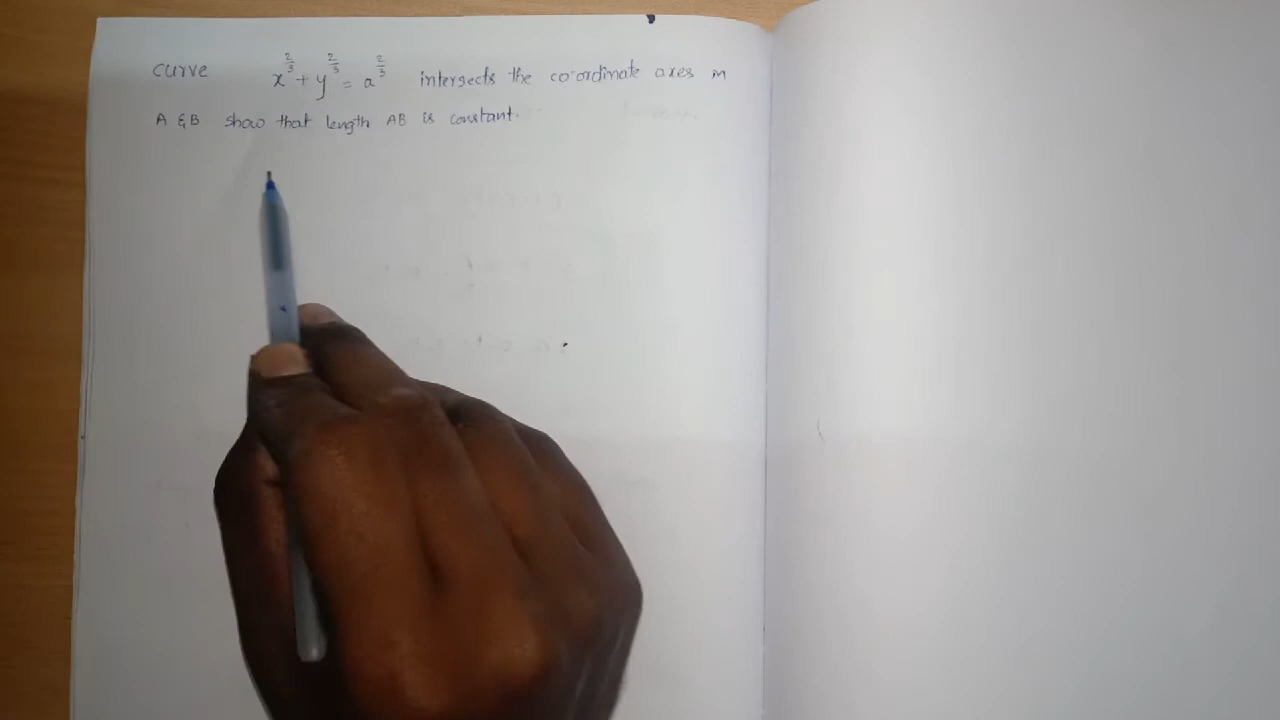 curve x^{2/3} + y^{2/3} = a^{2/3} intersects the co-ordinate axes in
A & B show that length AB is constant.